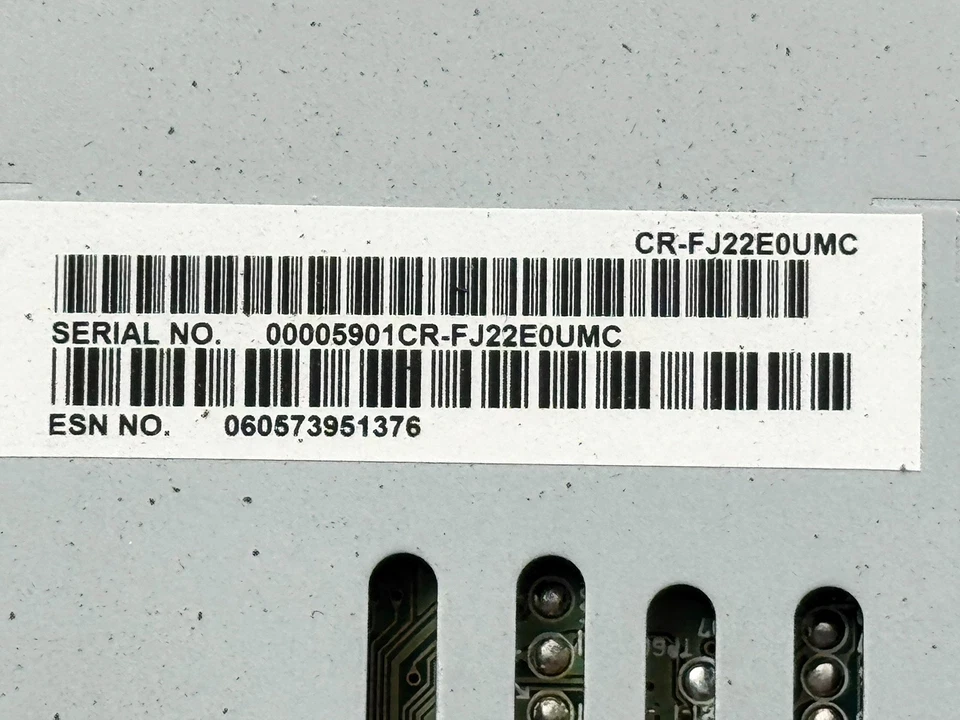 CR-FJ22E0UMC
SERIAL NO. 00005901CR-FJ22E0UMC
ESN NO. 060573951376